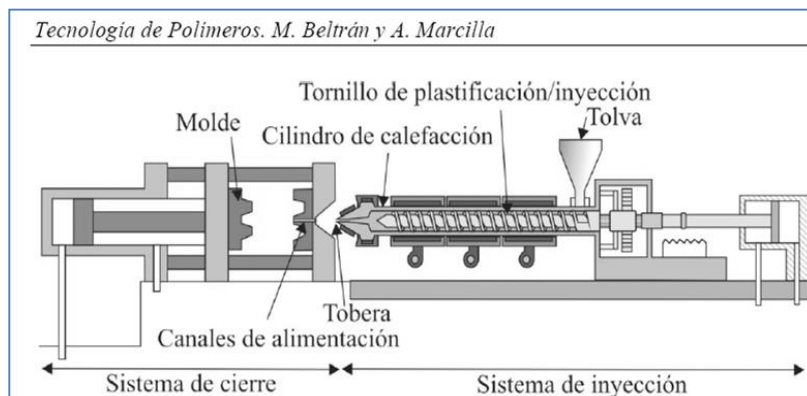 Tecnología de Polímeros. M. Beltrán y A. Marcilla
Tornillo de plastificación/inyección
Molde
Tolva
Cilindro de calefacción
Tobera
Canales de alimentación
Sistema de cierre
Sistema de inyección